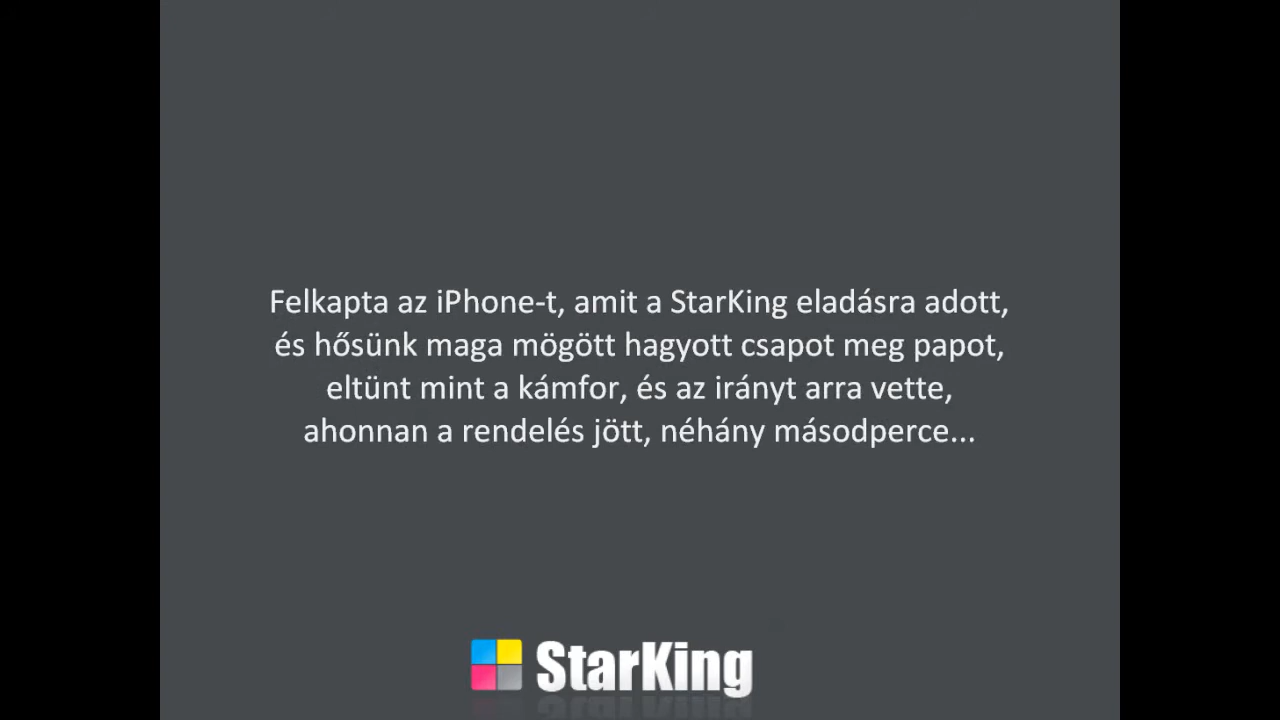 Felkapta az iPhone-t, amit a StarKing eladásra adott,
és hősünk maga mögött hagyott csapot meg papot,
eltünt mint a kámfor, és az irányt arra vette,
ahonnan a rendelés jött, néhány másodperce...
StarKing